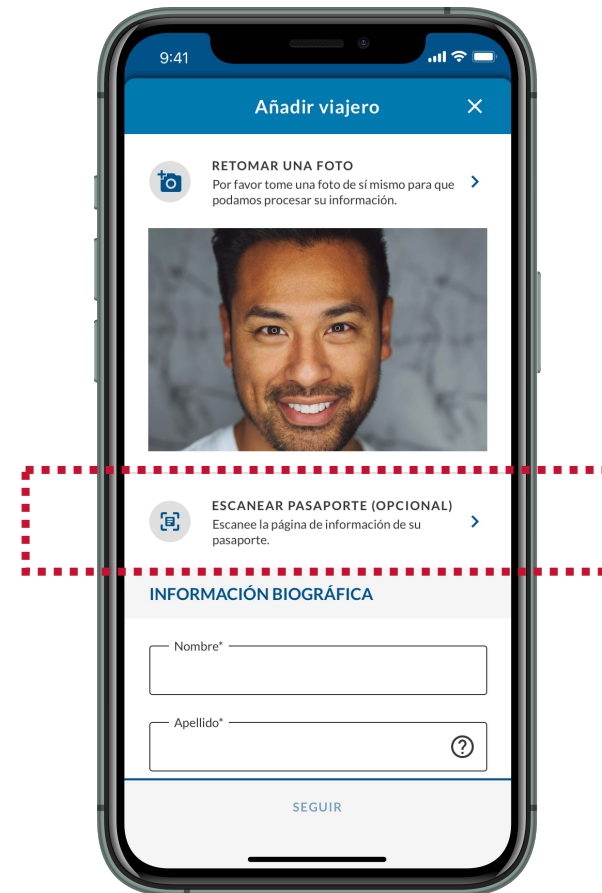 9:41
Añadir viajero
RETOMAR UNA FOTO
Por favor tome una foto de sí mismo para que
podamos procesar su información.
ESCANEAR PASAPORTE (OPCIONAL)
Escanee la página de información de su
pasaporte.
INFORMACIÓN BIOGRÁFICA
Nombre*
Apellido*
SEGUIR